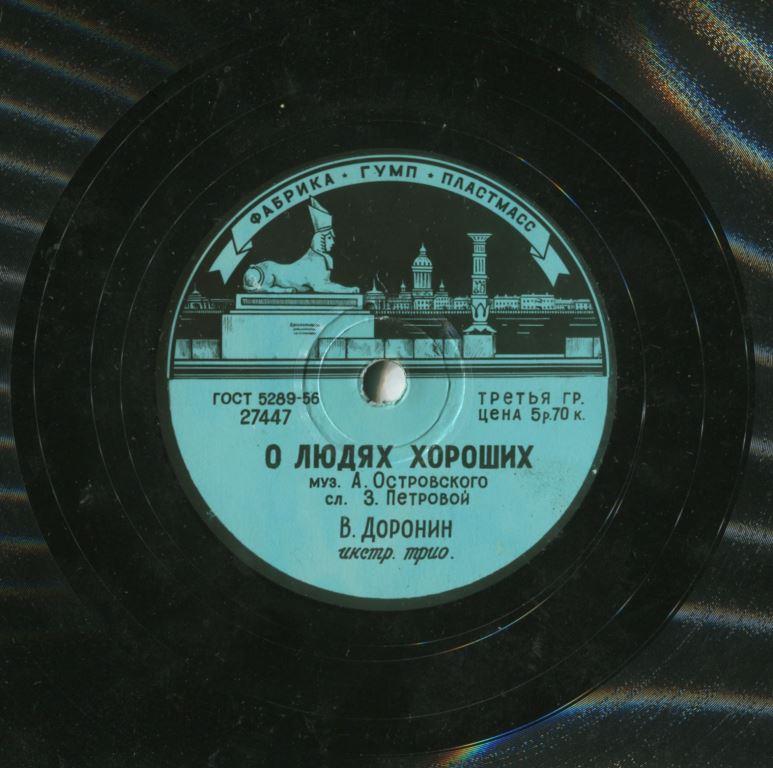 ФАБРИКА · ГУМП · ПЛАСТМАСС
ГОСТ 5289-56
27447
ТРЕТЬЯ ГР.
ЦЕНА 5р.70 к.
О ЛЮДЯХ ХОРОШИХ
муз. А. Островского
сл. З. Петровой
В. Доронин
инстр. трио.